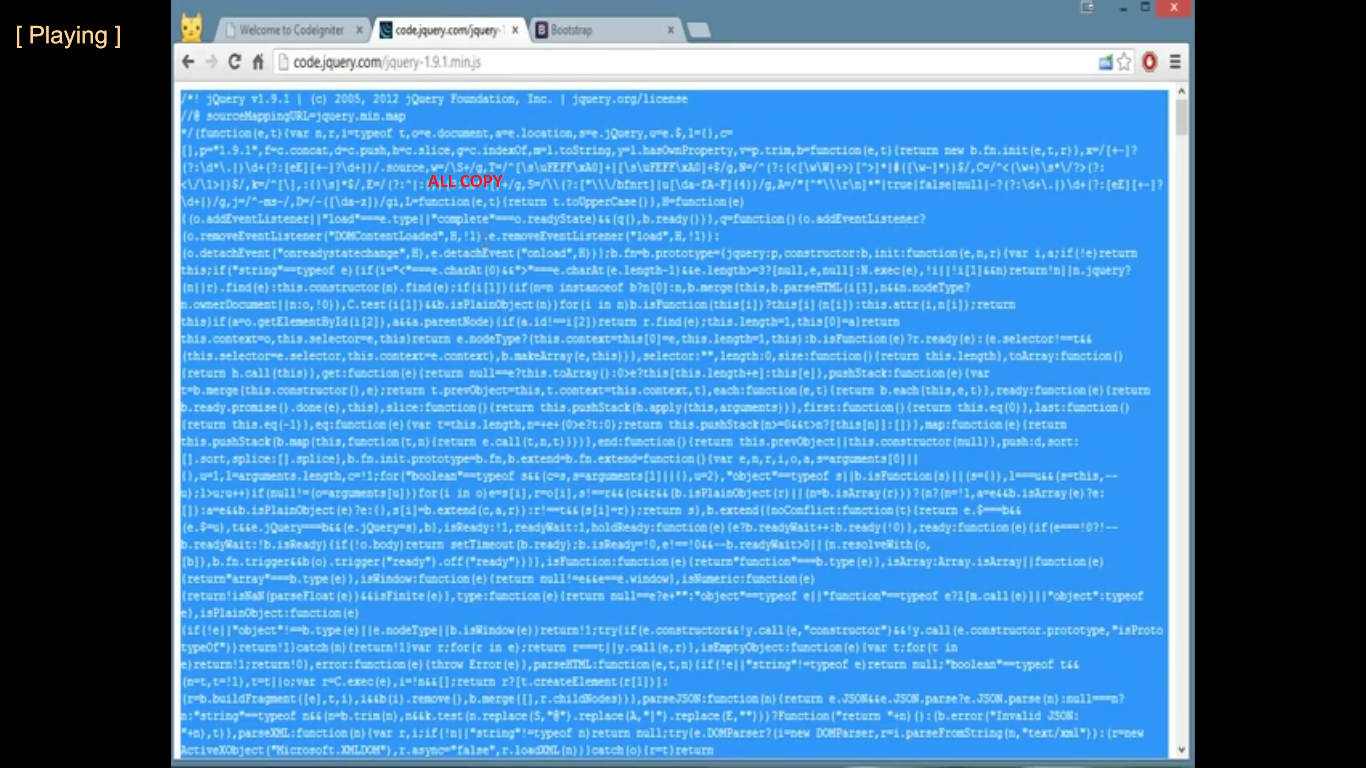 [ Playing ]
Welcome to CodeIgniter
code.jquery.com/jquery-1
Bootstrap
code.jquery.com/jquery-1.9.1.min.js
/*! jQuery v1.9.1 | (c) 2005, 2012 jQuery Foundation, Inc. | jquery.org/license
//@ sourceMappingURL=jquery.min.map
*/(function(e,t){var n,r,i=typeof t,o=e.document,a=e.location,s=e.jQuery,u=e.$,l={},c=
[],p="1.9.1",f=c.concat,d=c.push,h=c.slice,g=c.indexOf,m=l.toString,y=l.hasOwnProperty,v=p.trim,b=function(e,t){return new b.fn.init(e,t,r)},x=/[+-]?
(?:\d*\.|)\d+(?:[eE][+-]?\d+|)/.source,w=/\S+/g,T=/^[\s\uFEFF\xA0]+|[\s\uFEFF\xA0]+$/g,N=/^(?:(<[\w\W]+>)[^>]*|#([\w-]*))$/,C=/^<(\w+)\s*\/?>(?:
<\/\1>|)$/,k=/^[\],:{}\s]*$/,E=/(?:^|:
ALL COPY
+/g,S=/\\(?:["\\\/bfnrt]|u[\da-fA-F]{4})/g,A=/"[^"\\\r\n]*"|true|false|null|-?(?:\d+\.|)\d+(?:[eE][+-]?
\d+|)/g,j=/^-ms-/,D=/-([\da-z])/gi,L=function(e,t){return t.toUpperCase()},H=function(e)
{(o.addEventListener||"load"===e.type||"complete"===o.readyState)&&(q(),b.ready())},q=function(){o.addEventListener?
(o.removeEventListener("DOMContentLoaded",H,!1),e.removeEventListener("load",H,!1)):
(o.detachEvent("onreadystatechange",H),e.detachEvent("onload",H))};b.fn=b.prototype={jquery:p,constructor:b,init:function(e,n,r){var i,a;if(!e)return
this;if("string"==typeof e){if(i="<"===e.charAt(0)&&">"===e.charAt(e.length-1)&&e.length>=3?[null,e,null]:N.exec(e),!i||!i[1]&&n)return!n||n.jquery?
(n||r).find(e):this.constructor(n).find(e);if(i[1]){if(n=n instanceof b?n[0]:n,b.merge(this,b.parseHTML(i[1],n&&n.nodeType?
n.ownerDocument||n:o,!0)),C.test(i[1])&&b.isPlainObject(n))for(i in n)b.isFunction(this[i])?this[i](n[i]):this.attr(i,n[i]);return
this}if(a=o.getElementById(i[2]),a&&a.parentNode){if(a.id!==i[2])return r.find(e);this.length=1,this[0]=a}return
this.context=o,this.selector=e,this}return e.nodeType?(this.context=this[0]=e,this.length=1,this):b.isFunction(e)?r.ready(e):(e.selector!==t&&
(this.selector=e.selector,this.context=e.context),b.makeArray(e,this))},selector:"",length:0,size:function(){return this.length},toArray:function()
{return h.call(this)},get:function(e){return null==e?this.toArray():0>e?this[this.length+e]:this[e]},pushStack:function(e){var
t=b.merge(this.constructor(),e);return t.prevObject=this,t.context=this.context,t},each:function(e,t){return b.each(this,e,t)},ready:function(e){return
b.ready.promise().done(e),this},slice:function(){return this.pushStack(h.apply(this,arguments))},first:function(){return this.eq(0)},last:function()
{return this.eq(-1)},eq:function(e){var t=this.length,n=+e+(0>e?t:0);return this.pushStack(n>=0&&t>n?[this[n]]:[])},map:function(e){return
this.pushStack(b.map(this,function(t,n){return e.call(t,n,t)}))},end:function(){return this.prevObject||this.constructor(null)},push:d,sort:
[].sort,splice:[].splice},b.fn.init.prototype=b.fn,b.extend=b.fn.extend=function(){var e,n,r,i,o,a,s=arguments[0]||
{},u=1,l=arguments.length,c=!1;for("boolean"==typeof s&&(c=s,s=arguments[1]||{},u=2),"object"==typeof s||b.isFunction(s)||(s={}),l===u&&(s=this,--
u);l>u;u++)if(null!=(o=arguments[u]))for(i in o)e=s[i],r=o[i],s!==r&&(c&&r&&(b.isPlainObject(r)||(n=b.isArray(r)))?(n?(n=!1,a=e&&b.isArray(e)?e:
[]):a=e&&b.isPlainObject(e)?e:{},s[i]=b.extend(c,a,r)):r!==t&&(s[i]=r));return s},b.extend({noConflict:function(t){return e.$===b&&
(e.$=u),t&&e.jQuery===b&&(e.jQuery=s),b},isReady:!1,readyWait:1,holdReady:function(e){e?b.readyWait++:b.ready(!0)},ready:function(e){if(e===!0?!--
b.readyWait:!b.isReady){if(!o.body)return setTimeout(b.ready);b.isReady=!0,e!==!0&&--b.readyWait>0||(n.resolveWith(o,
[b]),b.fn.trigger&&b(o).trigger("ready").off("ready"))}},isFunction:function(e){return"function"===b.type(e)},isArray:Array.isArray||function(e)
{return"array"===b.type(e)},isWindow:function(e){return null!=e&&e==e.window},isNumeric:function(e)
{return!isNaN(parseFloat(e))&&isFinite(e)},type:function(e){return null==e?e+"":"object"==typeof e||"function"==typeof e?l[m.call(e)]||"object":typeof
e},isPlainObject:function(e)
{if(!e||"object"!==b.type(e)||e.nodeType||b.isWindow(e))return!1;try{if(e.constructor&&!y.call(e,"constructor")&&!y.call(e.constructor.prototype,"isProto
typeOf"))return!1}catch(n){return!1}var r;for(r in e);return r===t||y.call(e,r)},isEmptyObject:function(e){var t;for(t in
e)return!1;return!0},error:function(e){throw Error(e)},parseHTML:function(e,t,n){if(!e||"string"!=typeof e)return null;"boolean"==typeof t&&
(n=t,t=!1),t=t||o;var r=C.exec(e),i=!n&&[];return r?[t.createElement(r[1])]:
(r=b.buildFragment([e],t,i),i&&b(i).remove(),b.merge([],r.childNodes))},parseJSON:function(n){return e.JSON&&e.JSON.parse?e.JSON.parse(n):null===n?
n:"string"==typeof n&&(n=b.trim(n),n&&k.test(n.replace(S,"@").replace(A,"]").replace(E,"")))?Function("return "+n)():(b.error("Invalid JSON:
"+n),t)},parseXML:function(n){var r,i;if(!n||"string"!=typeof n)return null;try{e.DOMParser?(i=new DOMParser,r=i.parseFromString(n,"text/xml")):(r=new
ActiveXObject("Microsoft.XMLDOM"),r.async="false",r.loadXML(n))}catch(o){r=t}return